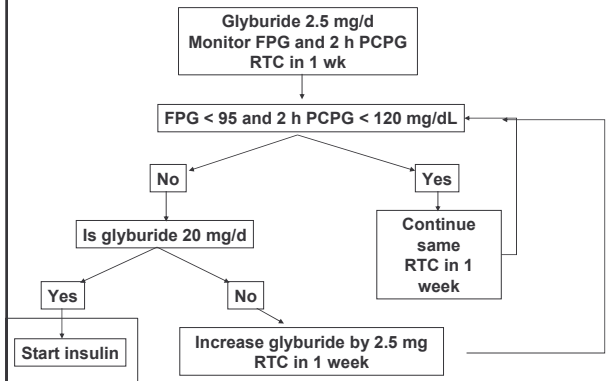 Glyburide 2.5 mg/d
Monitor FPG and 2 h PCPG
RTC in 1 wk
FPG < 95 and 2 h PCPG < 120 mg/dL
No
Yes
Is glyburide 20 mg/d
Continue
same
RTC in 1
week
Yes
No
Start insulin
Increase glyburide by 2.5 mg
RTC in 1 week